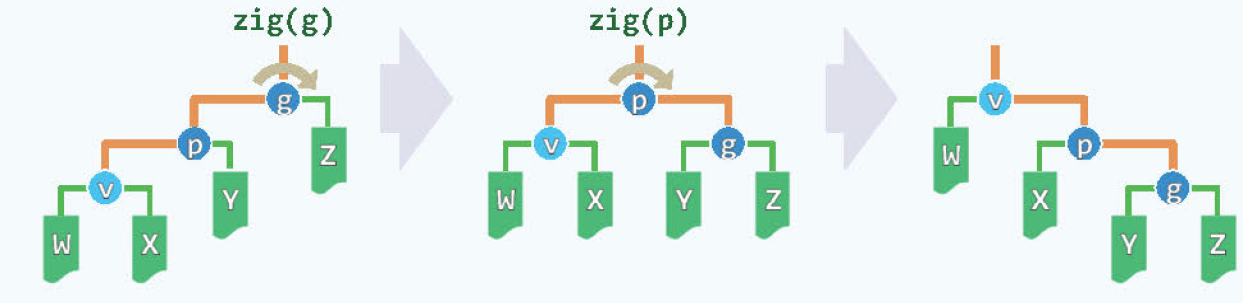 zig(g) zig(p)
g p v
p Z v g W p
v Y W X Y Z X g
W X Y Z